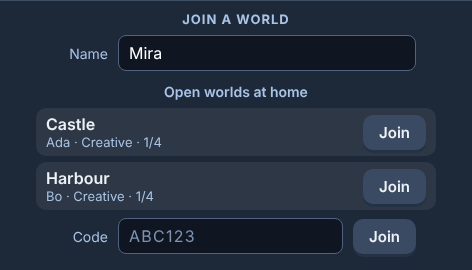 JOIN A WORLD
Name Mira
Open worlds at home
Castle
Ada · Creative · 1/4
Join
Harbour
Bo · Creative · 1/4
Join
Code ABC123 Join